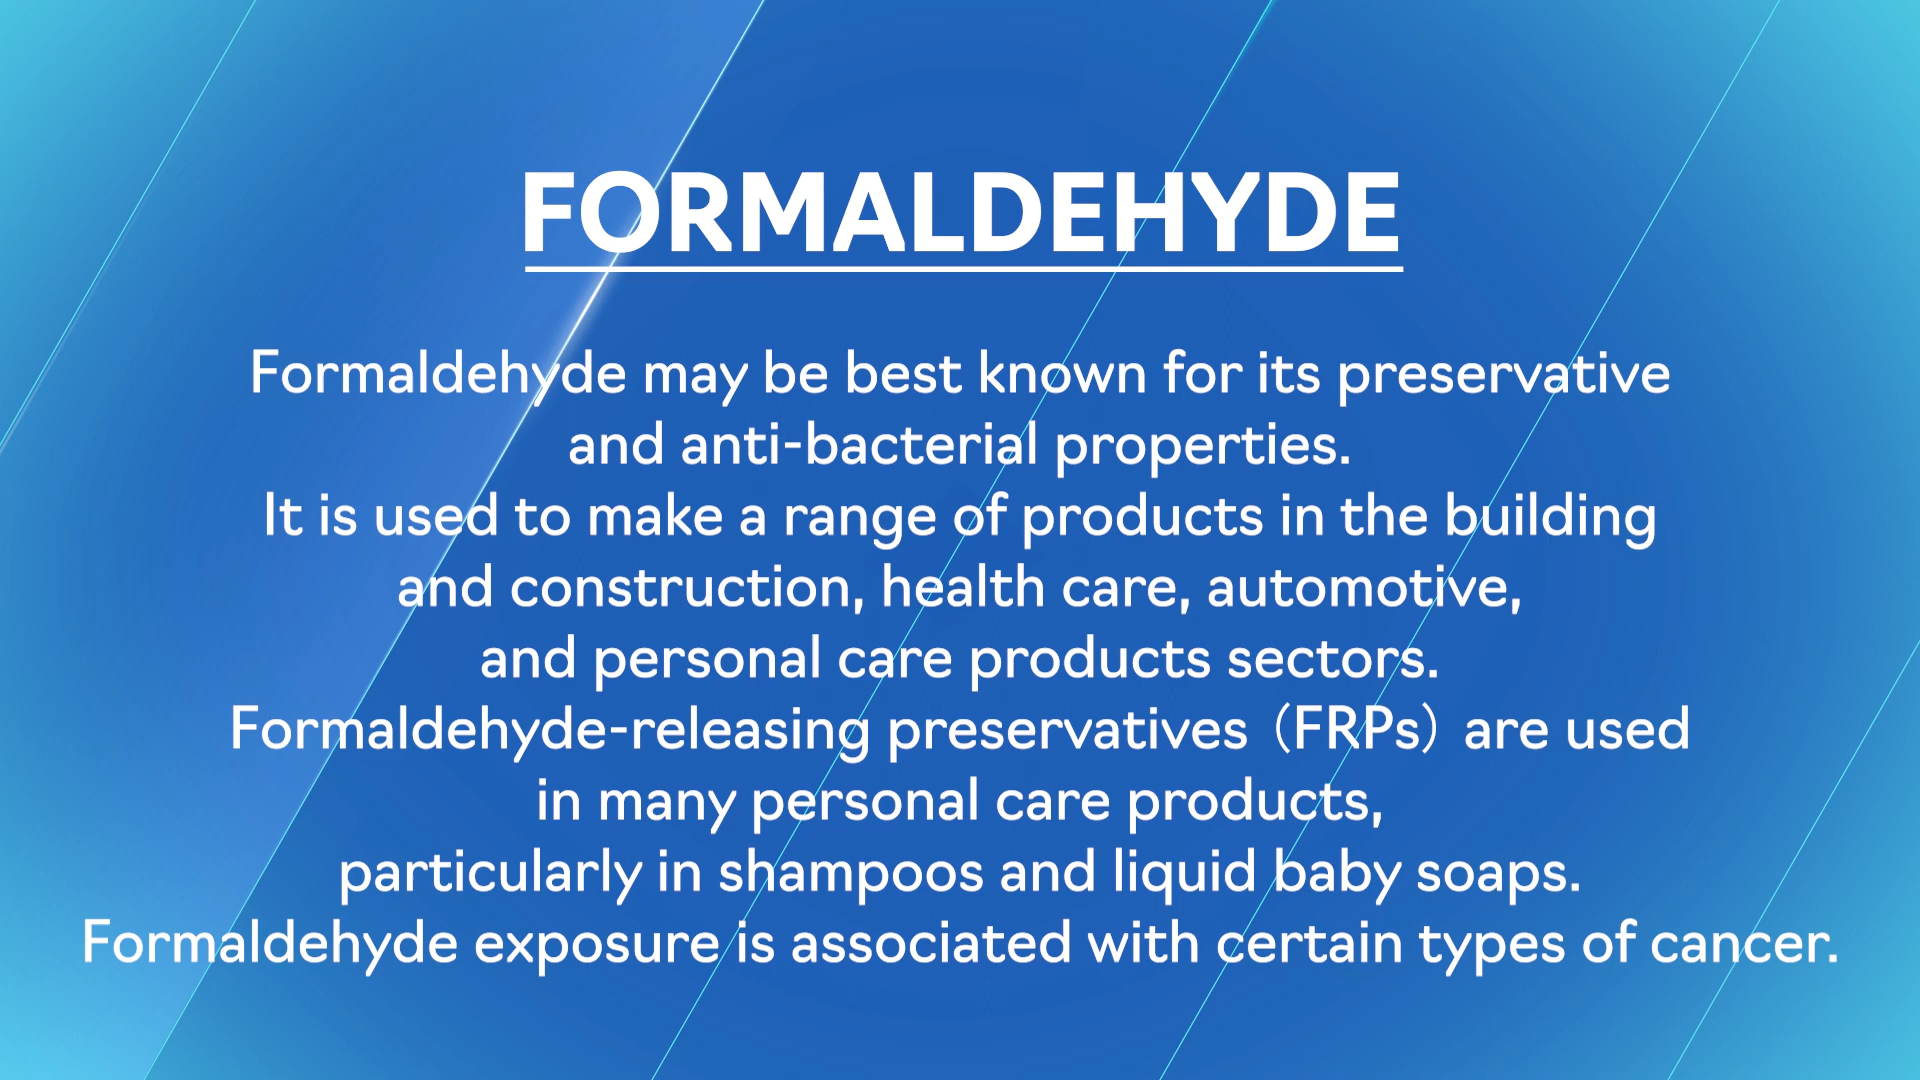 FORMALDEHYDE
Formaldehyde may be best known for its preservative
and anti-bacterial properties.
It is used to make a range of products in the building
and construction, health care, automotive,
and personal care products sectors.
Formaldehyde-releasing preservatives (FRPs) are used
in many personal care products,
particularly in shampoos and liquid baby soaps.
Formaldehyde exposure is associated with certain types of cancer.